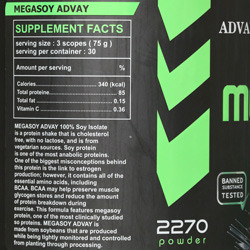 MEGASOY ADVAY
SUPPLEMENT FACTS
serving size : 3 scopes ( 75 g )
serving per container : 30
Amount per serving %
Calories 340 (kcal)
Total proteine 85
Total fat 0.15
Vitamin C 0.36
MEGASOY ADVAY 100% Soy Isolate
is a protein shake that is cholesterol
free, with no lactose, and is from
vegetarian sources. Soy protein
is one of the most anabolic proteins.
One of the biggest misconceptions behind
this protein is the link to estrogen
production; however, it contains all of
the essential amino acids, including
BCAA. BCAA may help preserve muscle
glycogen stores and reduce the amount
of protein breakdown during
exercise. This formula features megasoy
protein, one of the most clinically studied
soy proteins. MEGASOY ADVAY is
made from soybeans that are produced
while being tightly monitored and controlled
from planting through processing.
ADVAY
m
BANNED
SUBSTANCE
TESTED
2270
powder